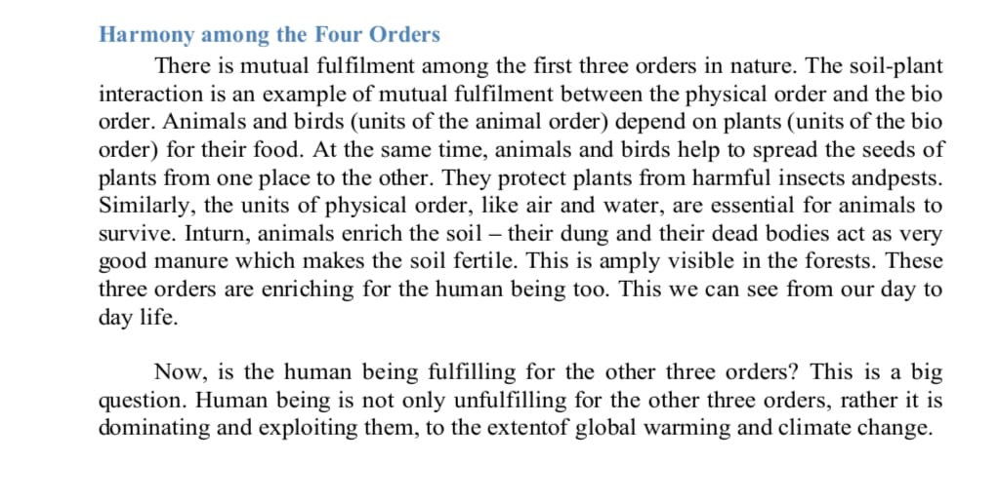 Harmony among the Four Orders
There is mutual fulfilment among the first three orders in nature. The soil-plant
interaction is an example of mutual fulfilment between the physical order and the bio
order. Animals and birds (units of the animal order) depend on plants (units of the bio
order) for their food. At the same time, animals and birds help to spread the seeds of
plants from one place to the other. They protect plants from harmful insects andpests.
Similarly, the units of physical order, like air and water, are essential for animals to
survive. Inturn, animals enrich the soil – their dung and their dead bodies act as very
good manure which makes the soil fertile. This is amply visible in the forests. These
three orders are enriching for the human being too. This we can see from our day to
day life.
Now, is the human being fulfilling for the other three orders? This is a big
question. Human being is not only unfulfilling for the other three orders, rather it is
dominating and exploiting them, to the extentof global warming and climate change.